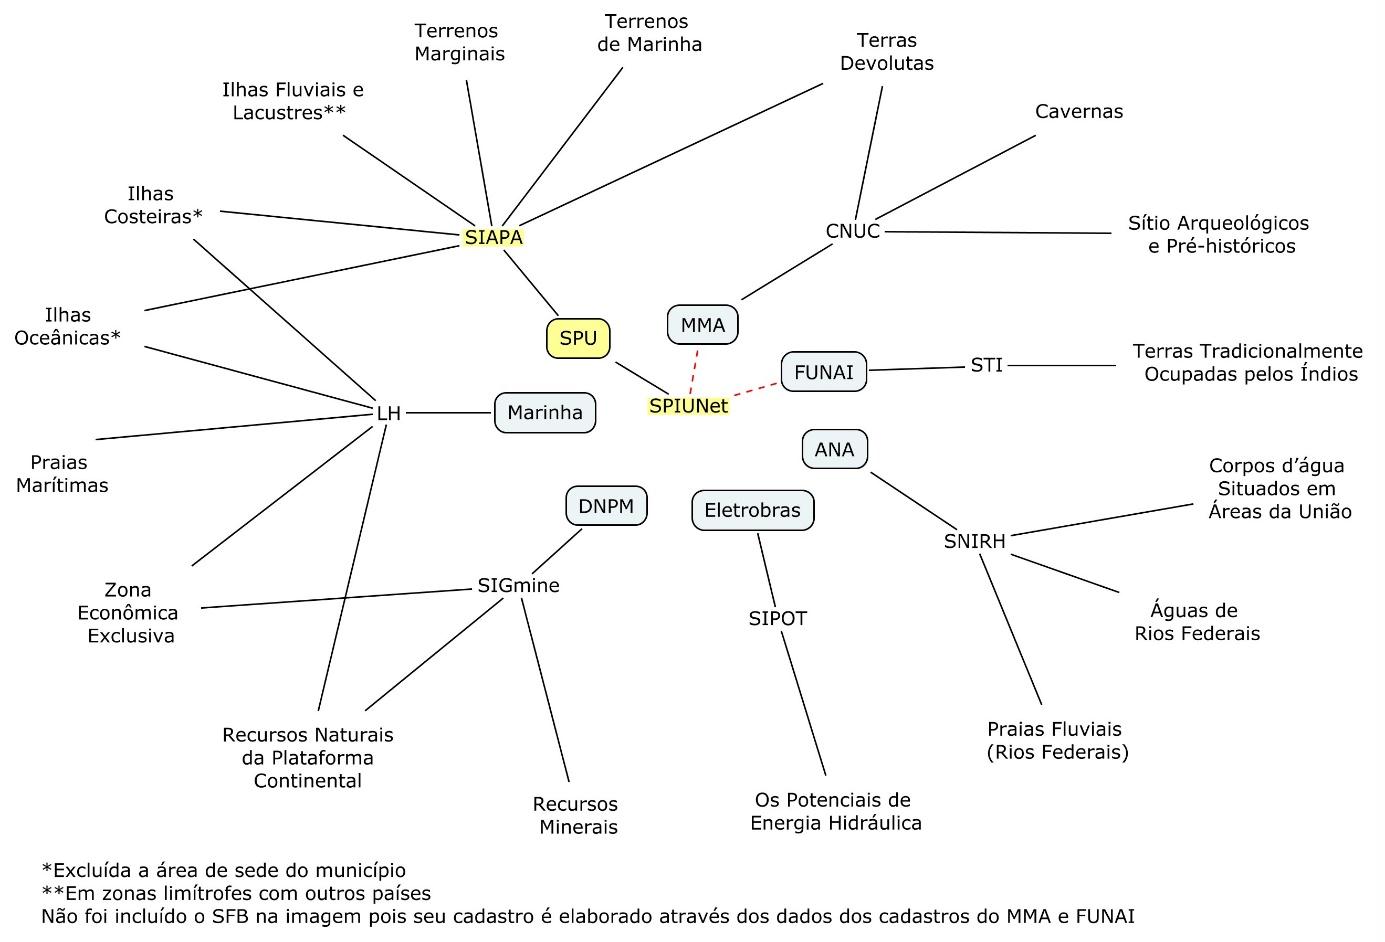 Terrenos
Marginais
Terrenos
de Marinha
Terras
Devolutas
Ilhas Fluviais e
Lacustres**
Cavernas
Ilhas
Costeiras*
SIAPA
CNUC
Sítio Arqueológicos
e Pré-históricos
Ilhas
Oceânicas*
SPU
MMA
FUNAI
STI
Terras Tradicionalmente
Ocupadas pelos Índios
SPIUNet
LH
Marinha
ANA
Praias
Marítimas
Corpos d’água
Situados em
Áreas da União
DNPM
Eletrobras
SNIRH
Zona
Econômica
Exclusiva
SIGmine
SIPOT
Águas de
Rios Federais
Recursos Naturais
da Plataforma
Continental
Praias Fluviais
(Rios Federais)
Recursos
Minerais
Os Potenciais de
Energia Hidráulica
*Excluída a área de sede do município
**Em zonas limítrofes com outros países
Não foi incluído o SFB na imagem pois seu cadastro é elaborado através dos dados dos cadastros do MMA e FUNAI